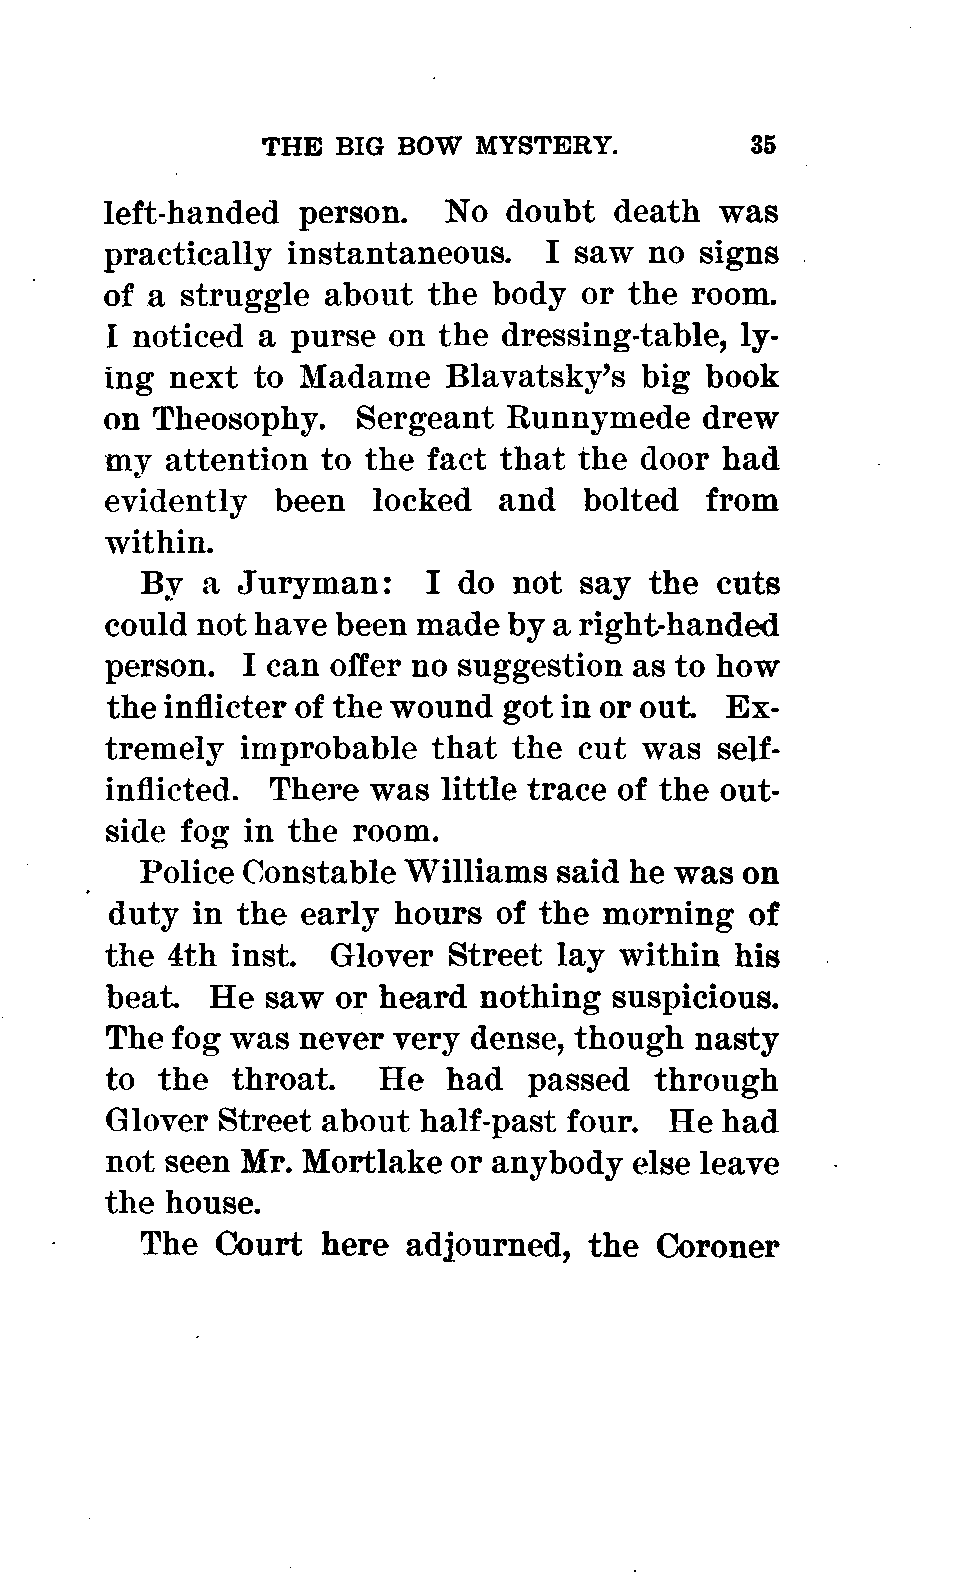 THE BIG BOW MYSTERY. 35
left-handed person. No doubt death was
practically instantaneous. I saw no signs
of a struggle about the body or the room.
I noticed a purse on the dressing-table, ly-
ing next to Madame Blavatsky's big book
on Theosophy. Sergeant Runnymede drew
my attention to the fact that the door had
evidently been locked and bolted from
within.
By a Juryman: I do not say the cuts
could not have been made by a right-handed
person. I can offer no suggestion as to how
the inflicter of the wound got in or out. Ex-
tremely improbable that the cut was self-
inflicted. There was little trace of the out-
side fog in the room.
Police Constable Williams said he was on
duty in the early hours of the morning of
the 4th inst. Glover Street lay within his
beat. He saw or heard nothing suspicious.
The fog was never very dense, though nasty
to the throat. He had passed through
Glover Street about half-past four. He had
not seen Mr. Mortlake or anybody else leave
the house.
The Court here adjourned, the Coroner